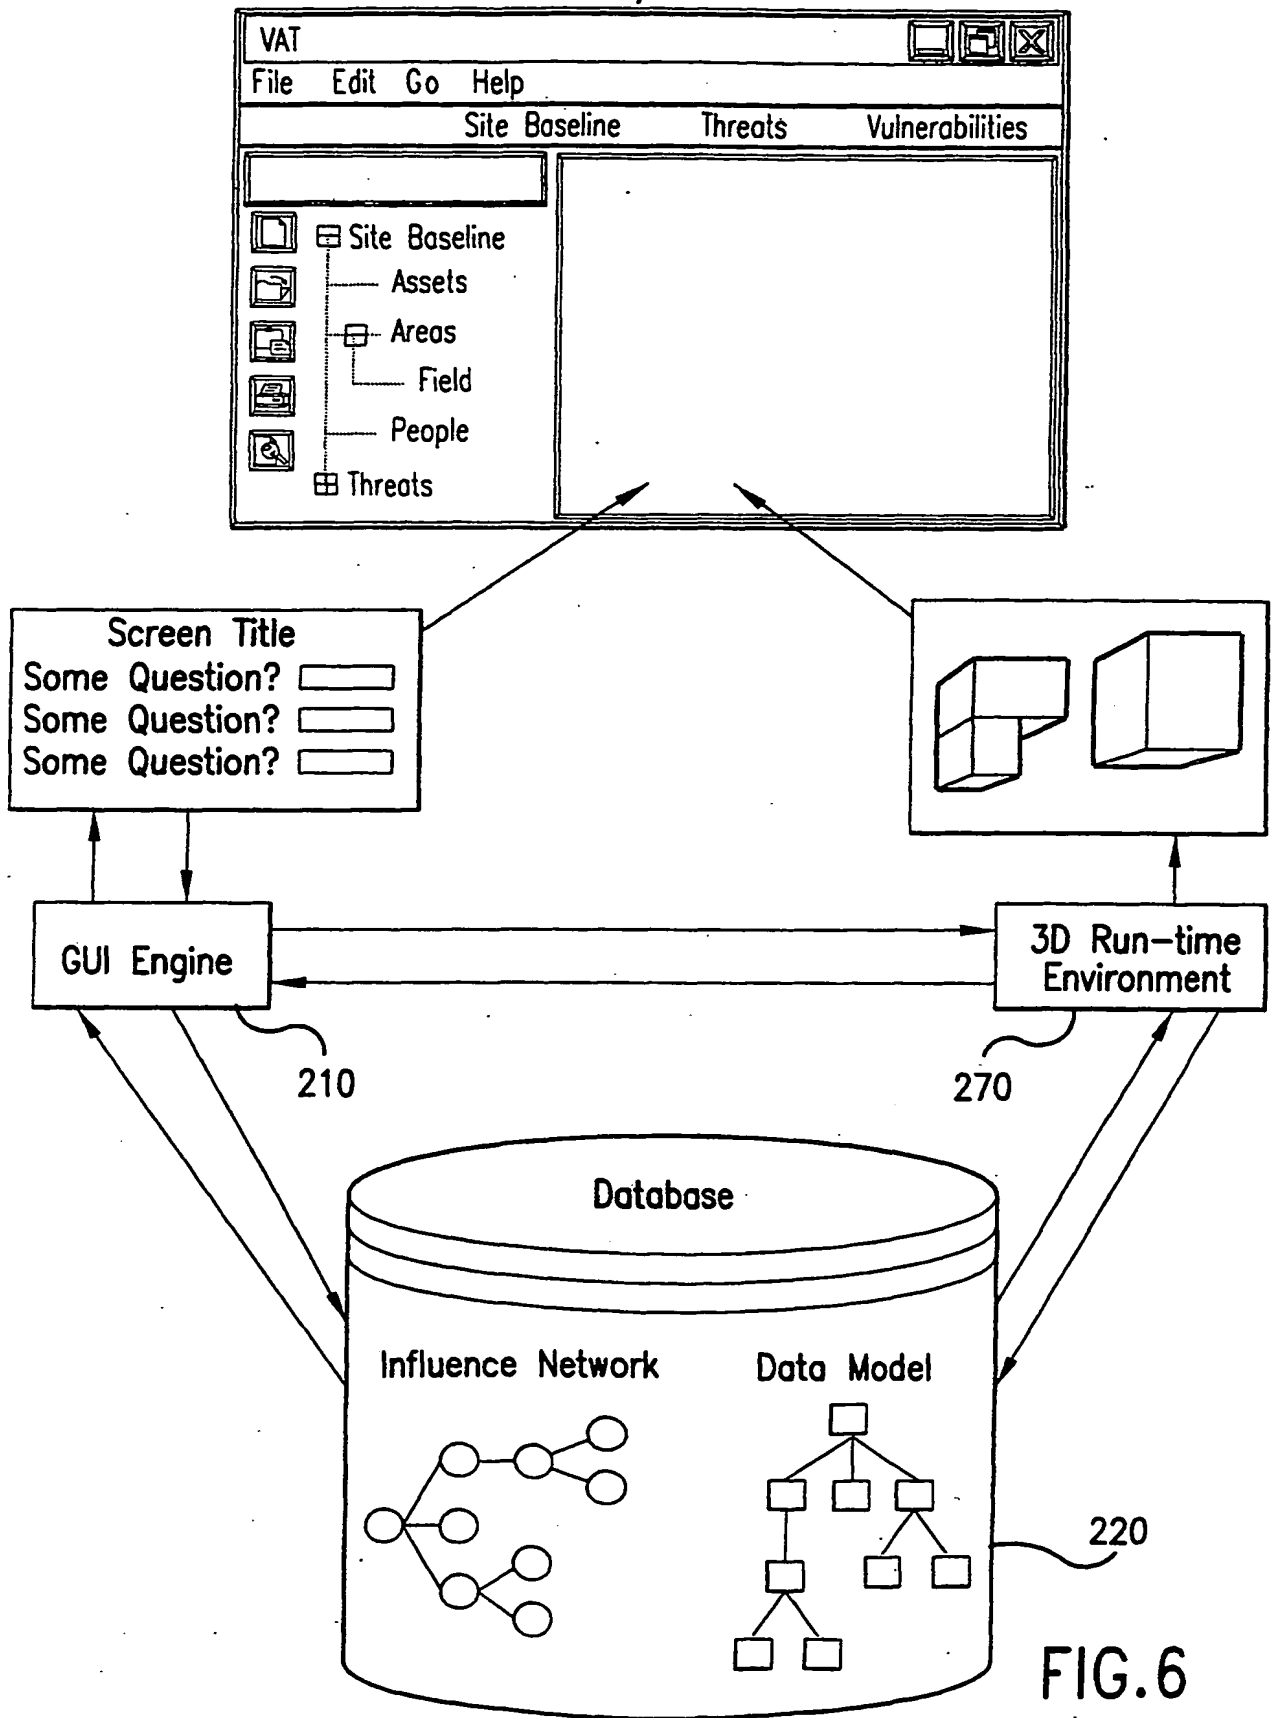 VAT
File Edit Go Help
Site Baseline Threats Vulnerabilities
Site Baseline
Assets
Areas
Field
People
Threats
Screen Title
Some Question?
Some Question?
Some Question?
GUI Engine
3D Run-time
Environment
210
270
Database
Influence Network
Data Model
220
FIG.6